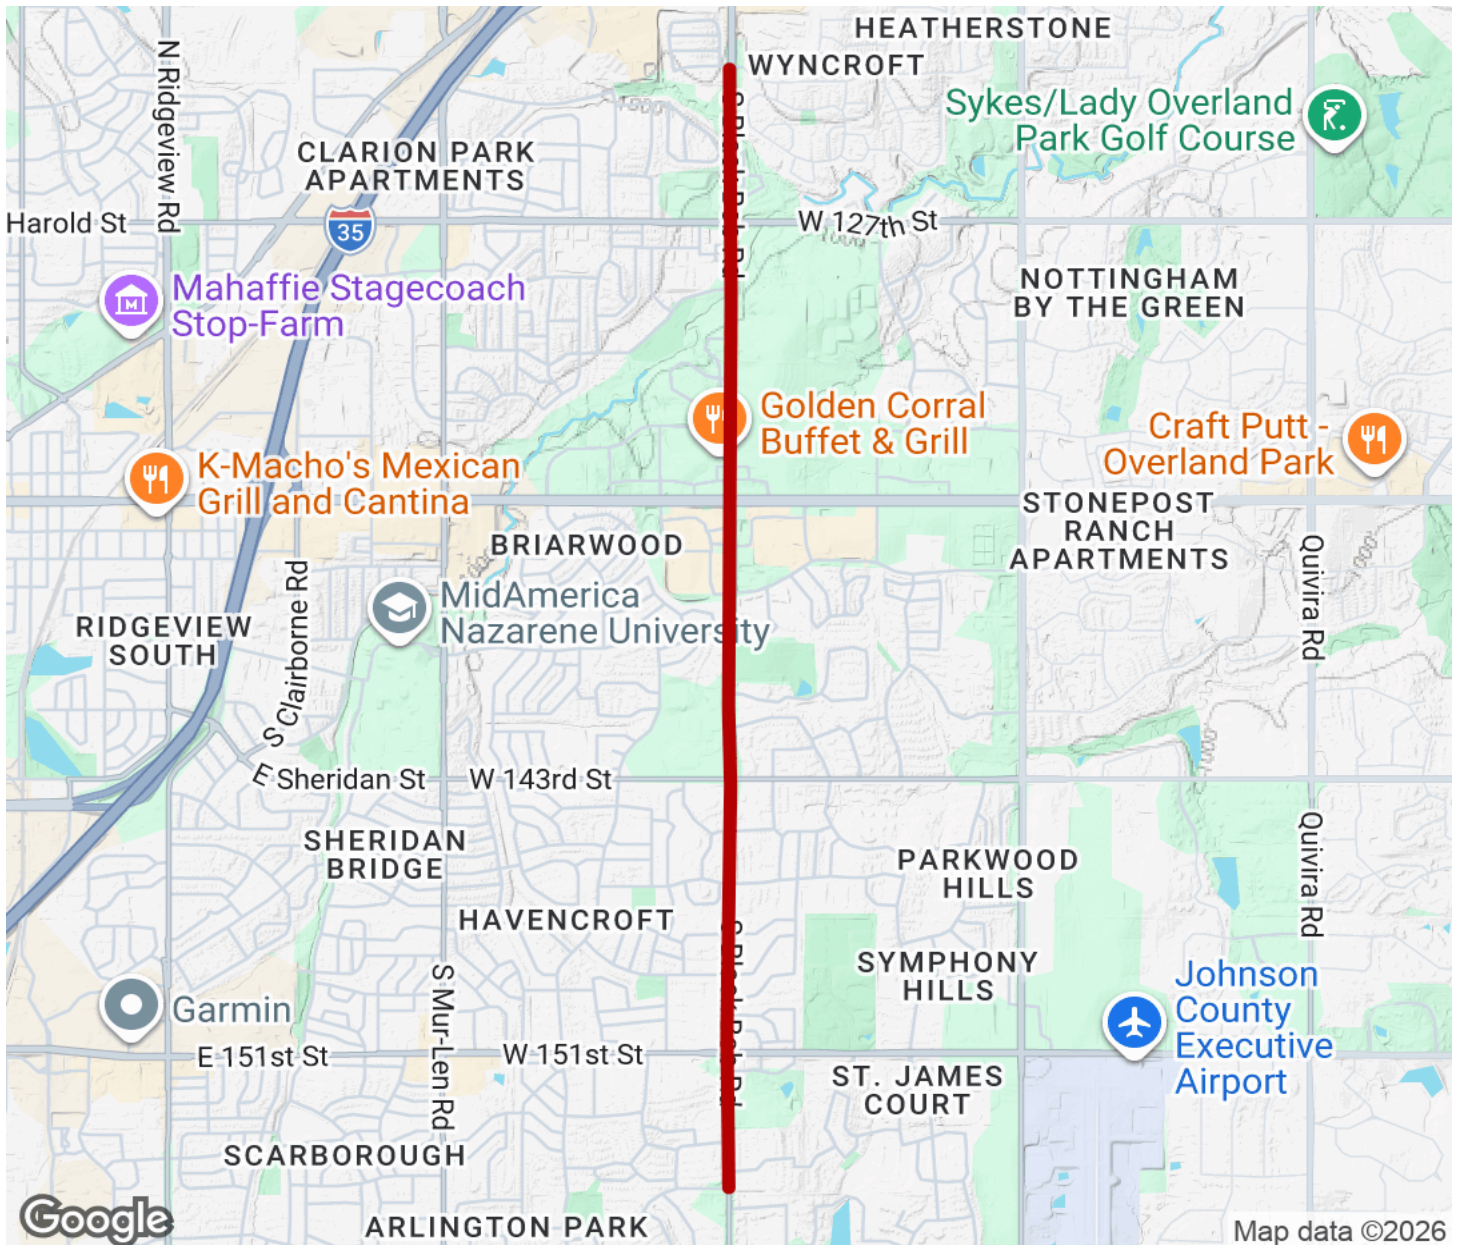 HEATHERSTONE
WYNCROFT
N Ridgeview Rd
Sykes/Lady Overland
Park Golf Course
CLARION PARK
APARTMENTS
Harold St
35
W 127th St
Mahaffie Stagecoach
Stop-Farm
NOTTINGHAM
BY THE GREEN
Golden Corral
Buffet & Grill
Craft Putt -
Overland Park
K-Macho's Mexican
Grill and Cantina
STONEPOST
RANCH
APARTMENTS
BRIARWOOD
Quivira Rd
S Clairborne Rd
MidAmerica
Nazarene University
RIDGEVIEW
SOUTH
E Sheridan St
W 143rd St
SHERIDAN
BRIDGE
Quivira Rd
PARKWOOD
HILLS
HAVENCROFT
SYMPHONY
HILLS
S Mur-Len Rd
Johnson
County
Executive
Airport
Garmin
E 151st St
W 151st St
ST. JAMES
COURT
SCARBOROUGH
Google
ARLINGTON PARK
Map data ©2026